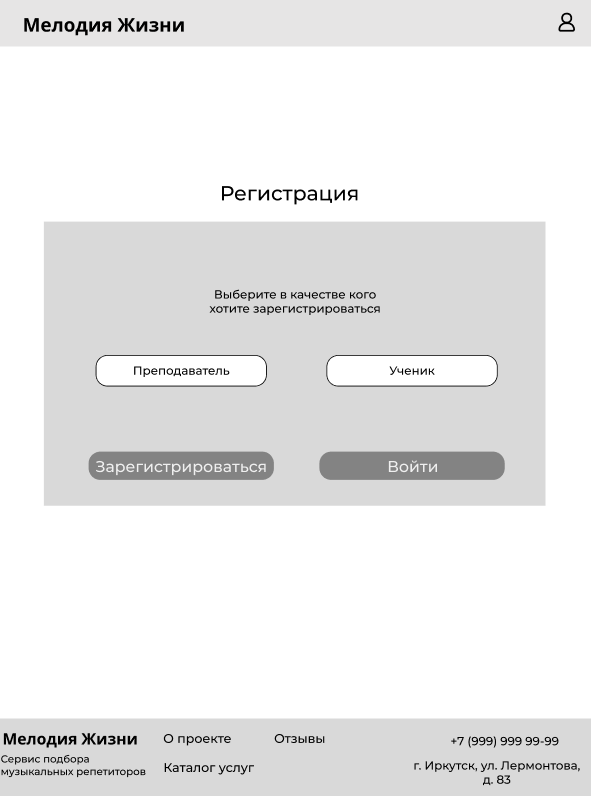 Мелодия Жизни
Регистрация
Выберите в качестве кого
хотите зарегистрироваться
Преподаватель
Ученик
Зарегистрироваться
Войти
Мелодия Жизни
Сервис подбора
музыкальных репетиторов
О проекте
Отзывы
Каталог услуг
+7 (999) 999 99-99
г. Иркутск, ул. Лермонтова,
д. 83